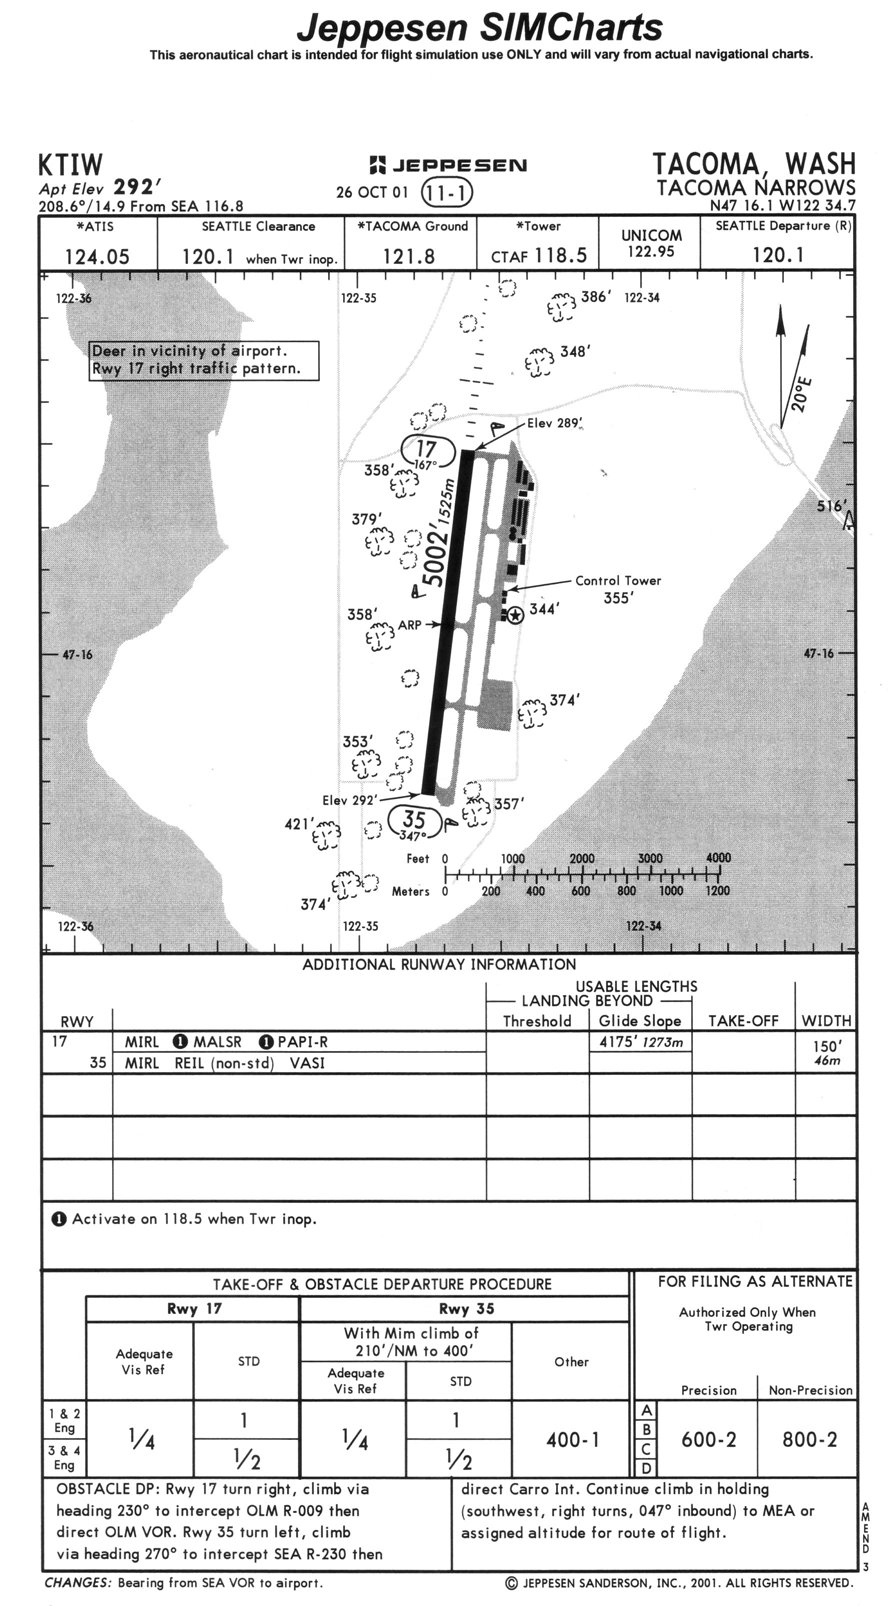 Jeppesen SIMCharts
This aeronautical chart is intended for flight simulation use ONLY and will vary from actual navigational charts.
KTIW
JEPPESEN
TACOMA, WASH
Apt Elev 292'
26 OCT 01
11-1
TACOMA NARROWS
208.6°/14.9 From SEA 116.8
N47 16.1 W122 34.7
*ATIS
124.05
SEATTLE Clearance
120.1 when Twr inop.
*TACOMA Ground
121.8
*Tower
CTAF 118.5
UNICOM
122.95
SEATTLE Departure (R)
120.1
122-36
122-35
122-34
386'
Deer in vicinity of airport.
Rwy 17 right traffic pattern.
348'
20°E
Elev 289'
17
167°
358'
5002' 1525m
379'
516'
Control Tower
355'
344'
358'
ARP
47-16
47-16
374'
353'
Elev 292'
357'
35
347°
421'
374'
Feet 0 1000 2000 3000 4000
Meters 0 200 400 600 800 1000 1200
122-36
122-35
122-34
ADDITIONAL RUNWAY INFORMATION
USABLE LENGTHS
LANDING BEYOND
RWY
Threshold
Glide Slope
TAKE-OFF
WIDTH
17
MIRL 1 MALSR 1 PAPI-R
4175' 1273m
150'
46m
35
MIRL REIL (non-std) VASI
1 Activate on 118.5 when Twr inop.
TAKE-OFF & OBSTACLE DEPARTURE PROCEDURE
FOR FILING AS ALTERNATE
Rwy 17
Rwy 35
Authorized Only When
Twr Operating
With Mim climb of
210'/NM to 400'
Adequate
Vis Ref
STD
Adequate
Vis Ref
STD
Other
Precision
Non-Precision
1 & 2
Eng
3 & 4
Eng
1/4
1
1/2
1/4
1
1/2
400-1
A
B
C
D
600-2
800-2
OBSTACLE DP: Rwy 17 turn right, climb via
heading 230° to intercept OLM R-009 then
direct OLM VOR. Rwy 35 turn left, climb
via heading 270° to intercept SEA R-230 then
direct Carro Int. Continue climb in holding
(southwest, right turns, 047° inbound) to MEA or
assigned altitude for route of flight.
AMEND 3
CHANGES: Bearing from SEA VOR to airport.
© JEPPESEN SANDERSON, INC., 2001. ALL RIGHTS RESERVED.